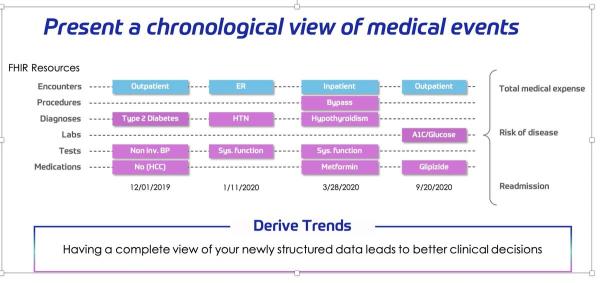 Present a chronological view of medical events
FHIR Resources
Encounters Outpatient ER Inpatient Outpatient
Procedures Bypass
Diagnoses Type 2 Diabetes HTN Hypothyroidism
Labs A1C/Glucose
Tests Non inv. BP Sys. function Sys. function
Medications No (HCC) Metformin Glipizide
12/01/2019 1/11/2020 3/28/2020 9/20/2020
Total medical expense
Risk of disease
Readmission
Derive Trends
Having a complete view of your newly structured data leads to better clinical decisions